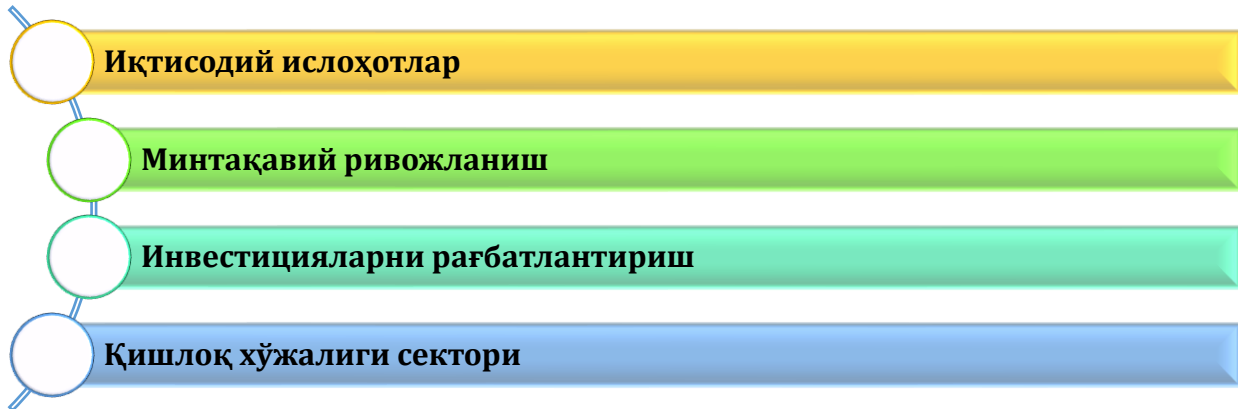 Иқтисодий ислоҳотлар
Минтақавий ривожланиш
Инвестицияларни рағбатлантириш
Қишлоқ хўжалиги сектори